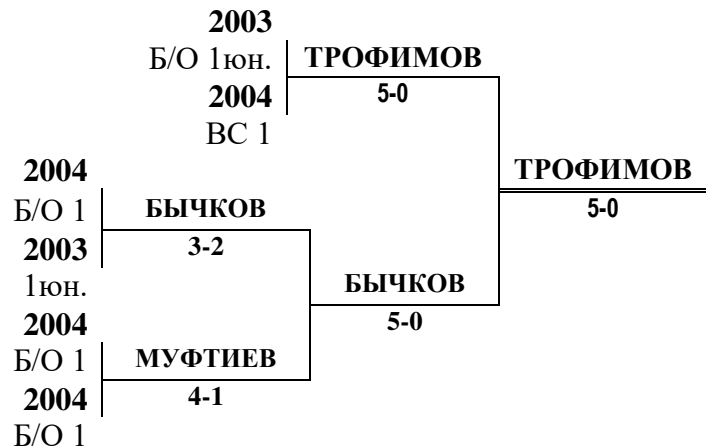 2003
Б/О 1юн.
ТРОФИМОВ
2004
5-0
ВС 1
2004
ТРОФИМОВ
Б/О 1
БЫЧКОВ
5-0
2003
3-2
1юн.
БЫЧКОВ
2004
5-0
Б/О 1
МУФТИЕВ
2004
4-1
Б/О 1